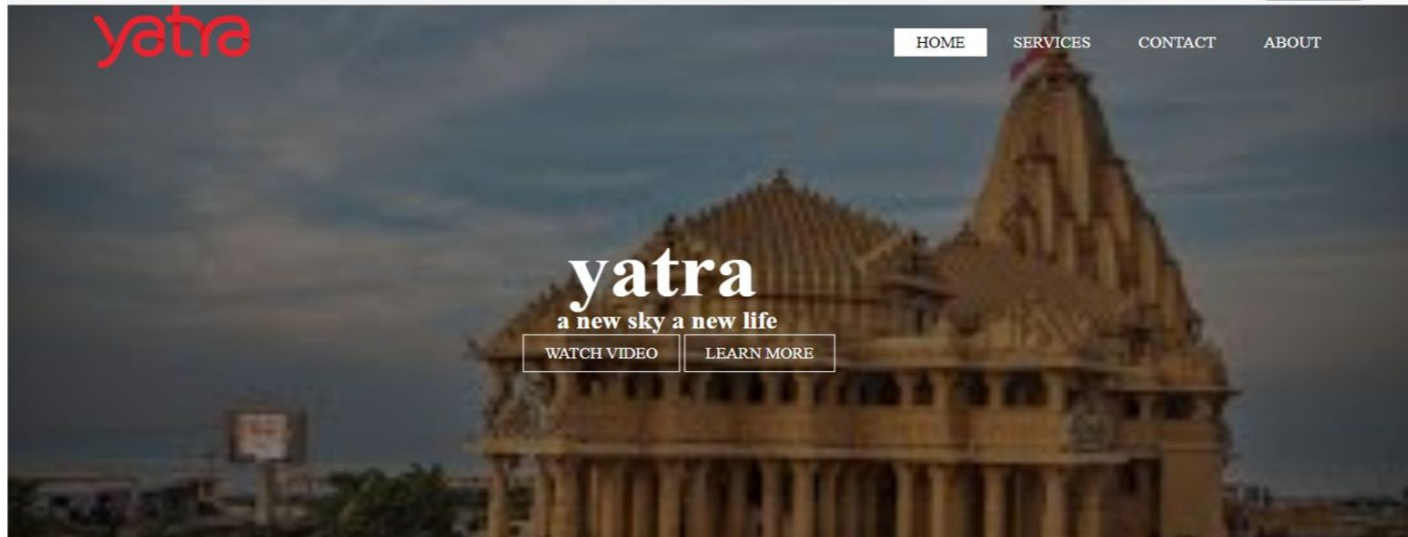 yatra
HOME SERVICES CONTACT ABOUT
yatra
a new sky a new life
WATCH VIDEO LEARN MORE